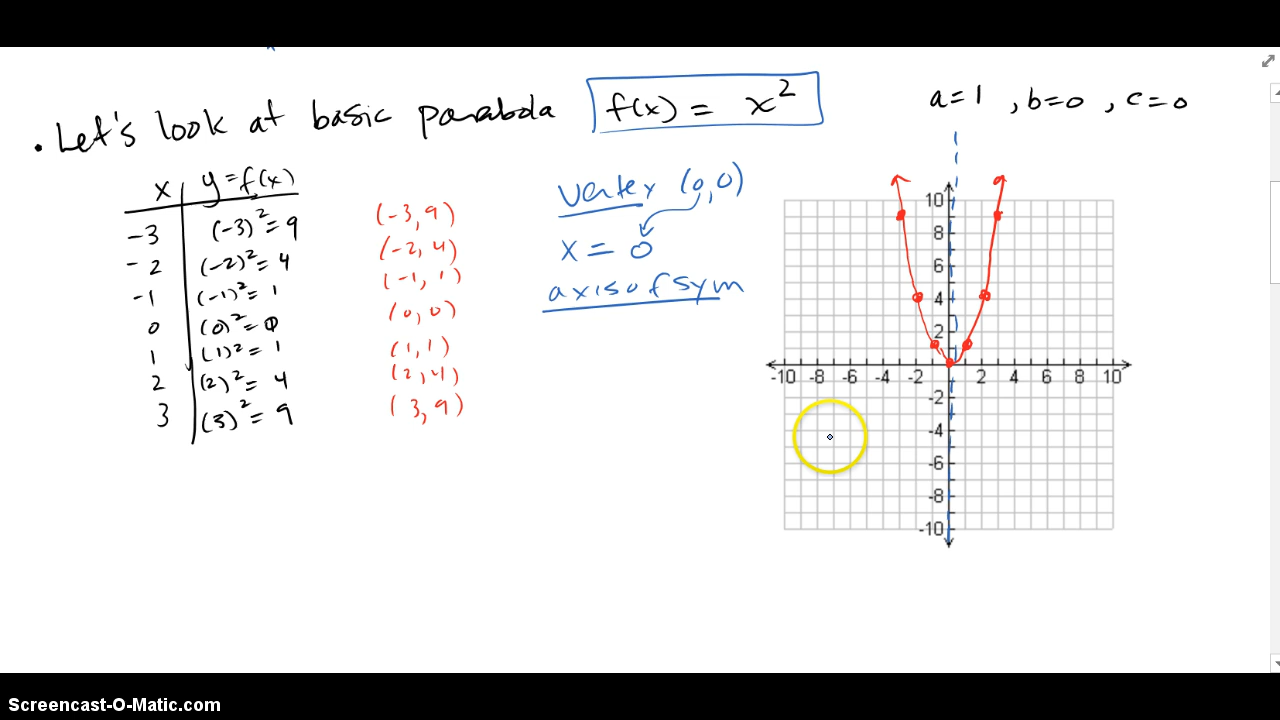 . Let's look at basic parabola f(x) = x²
a=1 , b=0 , c=0
x y=f(x)
-3 (-3)²=9 (-3,9)
-2 (-2)²=4 (-2,4)
-1 (-1)²=1 (-1,1)
0 (0)²=0 (0,0)
1 (1)²=1 (1,1)
2 (2)²=4 (2,4)
3 (3)²=9 (3,9)
Vertex (0,0)
x = 0
axis of sym
10
8
6
4
2
-10 -8 -6 -4 -2 2 4 6 8 10
-2
-4
-6
-8
-10
Screencast-O-Matic.com